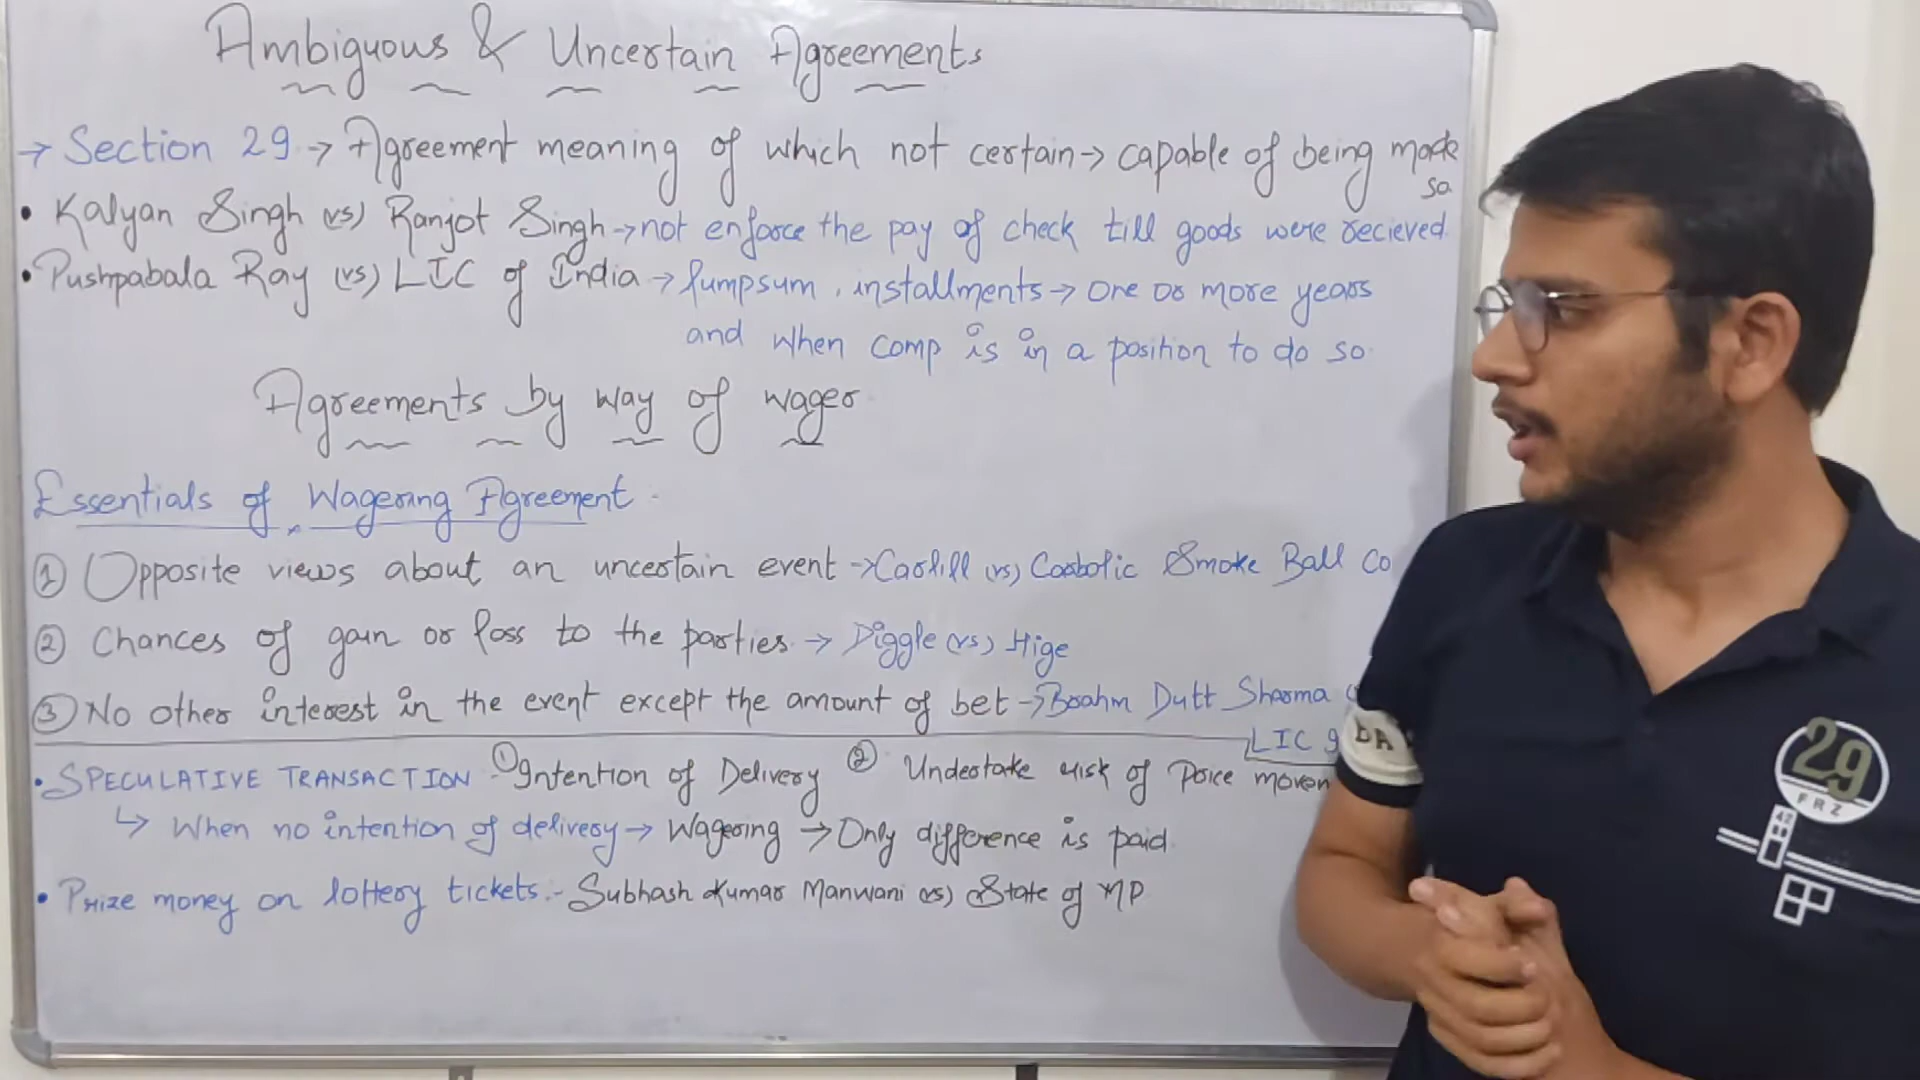 Ambiguous & Uncertain Agreements
→ Section 29 → Agreement meaning of which not certain → capable of being made
so
• Kalyan Singh (vs) Ranjot Singh → not enforce the pay of check till goods were recieved
• Pushpabala Ray (vs) LIC of India → lumpsum, installments → one or more years
and when comp is in a position to do so
Agreements by way of wager
Essentials of Wagering Agreement
① Opposite views about an uncertain event → Carlill (vs) Carbolic Smoke Ball Co
② Chances of gain or loss to the parties → Diggle (vs) Hige
③ No other interest in the event except the amount of bet → Brahm Dutt Sharma
LIC
• SPECULATIVE TRANSACTION - ① Intention of Delivery ② Undertake risk of Price movem
↳ When no intention of delivery → Wagering → Only difference is paid
• Prize money on lottery tickets :- Subhash Kumar Manwani (vs) State of MP
29
FRZ
42
EP